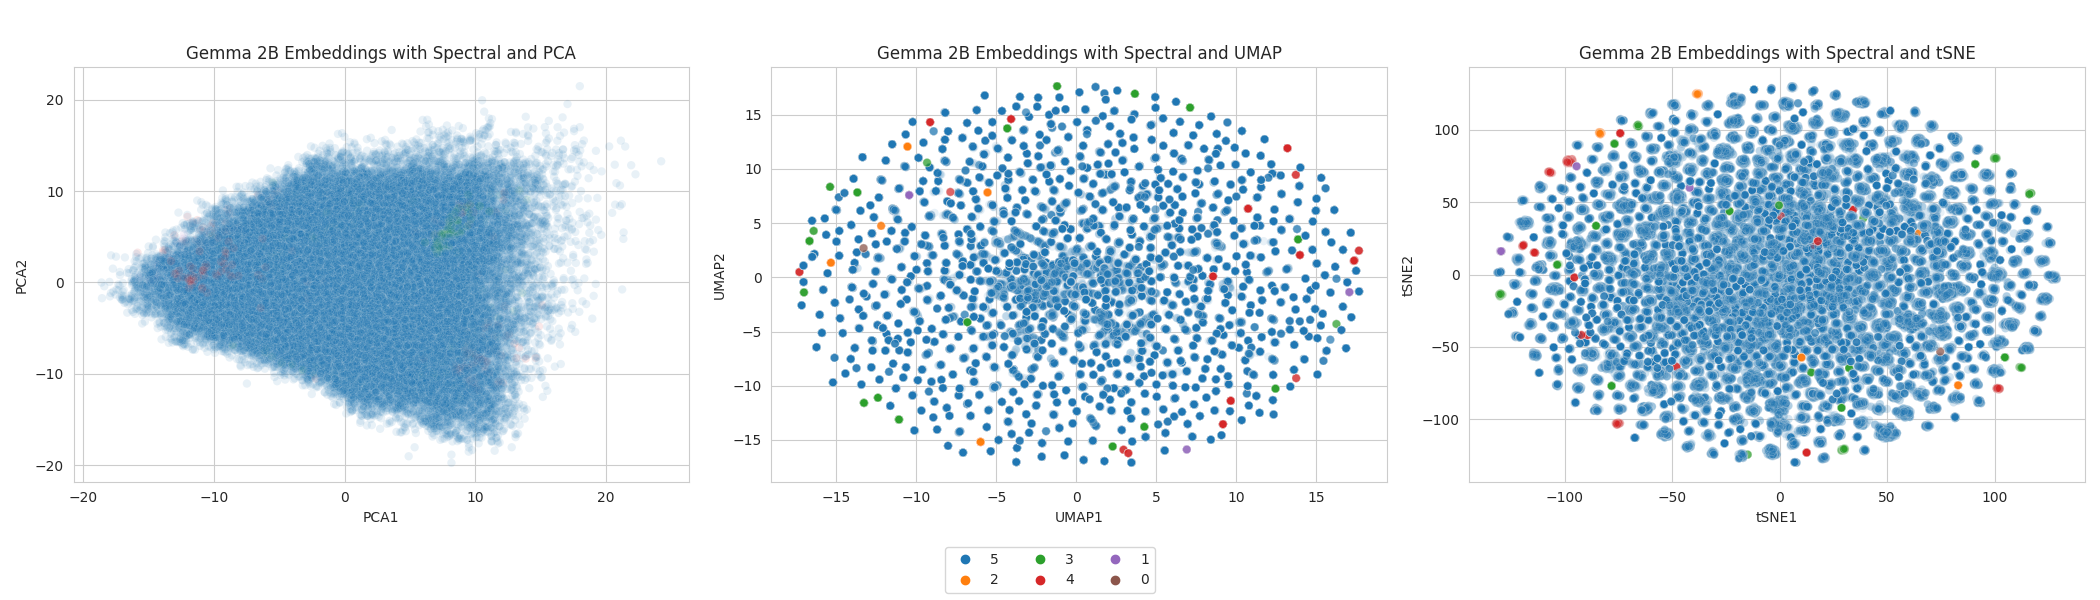 Gemma 2B Embeddings with Spectral and PCA
20
10
0
−10
−20
PCA2
−20 −10 0 10 20
PCA1
Gemma 2B Embeddings with Spectral and UMAP
15
10
5
0
−5
−10
−15
UMAP2
−15 −10 −5 0 5 10 15
UMAP1
Gemma 2B Embeddings with Spectral and tSNE
100
50
0
−50
−100
tSNE2
−100 −50 0 50 100
tSNE1
5 3 1
2 4 0